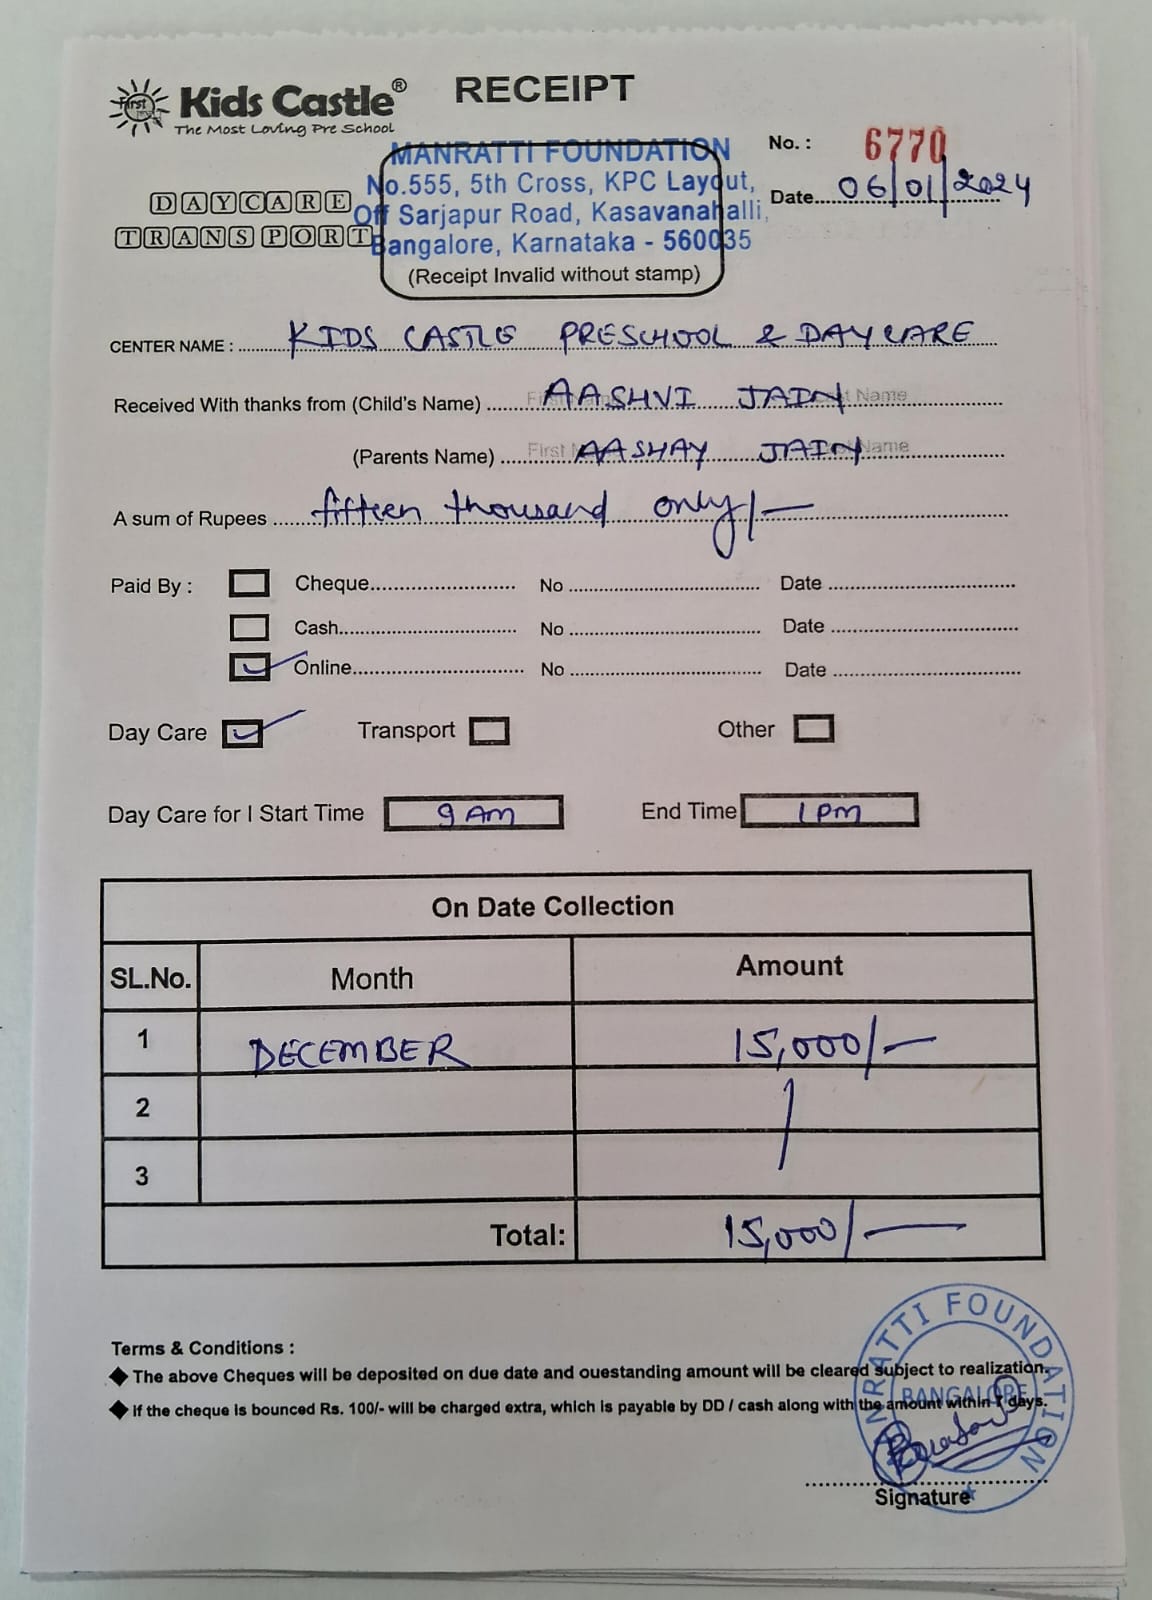 First
Kids Castle® RECEIPT
The Most Loving Pre School
MANRATTI FOUNDATION
No.555, 5th Cross, KPC Layout,
Off Sarjapur Road, Kasavanahalli,
Bangalore, Karnataka - 560035
(Receipt Invalid without stamp)
No. : 6770
Date..... 06/01/2024
DAYCARE
TRANSPORT
CENTER NAME : KIDS CASTLE PRESCHOOL & DAYCARE
Received With thanks from (Child's Name) AASHVI JAIN
(Parents Name) First AASHAY JAIN Name
A sum of Rupees fifteen thousand only/-
Paid By : Cheque No Date
Cash No Date
Online No Date
Day Care Transport Other
Day Care for I Start Time 9 AM End Time 1 PM
On Date Collection
SL.No. Month Amount
1 DECEMBER 15,000/-
2
3
Total: 15,000/-
Terms & Conditions :
The above Cheques will be deposited on due date and ouestanding amount will be cleared subject to realization.
If the cheque is bounced Rs. 100/- will be charged extra, which is payable by DD / cash along with the amount within 7 days.
MANRATTI FOUNDATION
BANGALORE
Signature